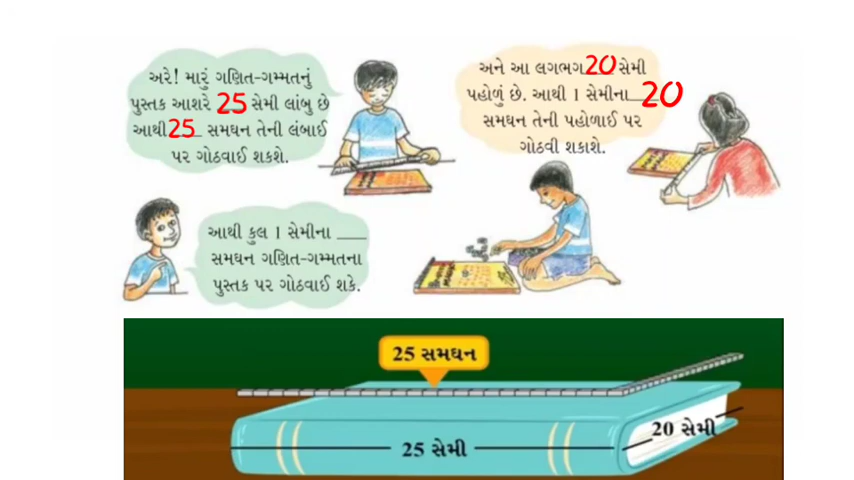 અરે! મારું ગણિત-ગમ્મતનું
પુસ્તક આશરે 25 સેમી લાંબુ છે
આથી 25 સમઘન તેની લંબાઈ
પર ગોઠવાઈ શકશે.
અને આ લગભગ 20 સેમી
પહોળું છે. આથી 1 સેમીના 20
સમઘન તેની પહોળાઈ પર
ગોઠવી શકાશે.
આથી કુલ 1 સેમીના ___
સમઘન ગણિત-ગમ્મતના
પુસ્તક પર ગોઠવાઈ શકે.
25 સમઘન
25 સેમી
20 સેમી